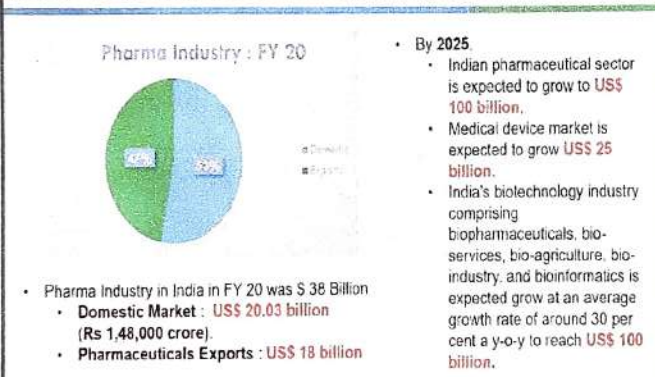 Pharma Industry : FY 20
• Pharma Industry in India in FY 20 was $ 38 Billion
• Domestic Market : US$ 20.03 billion
(Rs 1,48,000 crore).
• Pharmaceuticals Exports : US$ 18 billion
• By 2025,
• Indian pharmaceutical sector
is expected to grow to US$
100 billion.
• Medical device market is
expected to grow US$ 25
billion.
• India's biotechnology industry
comprising
biopharmaceuticals, bio-
services, bio-agriculture, bio-
industry, and bioinformatics is
expected grow at an average
growth rate of around 30 per
cent a y-o-y to reach US$ 100
billion.